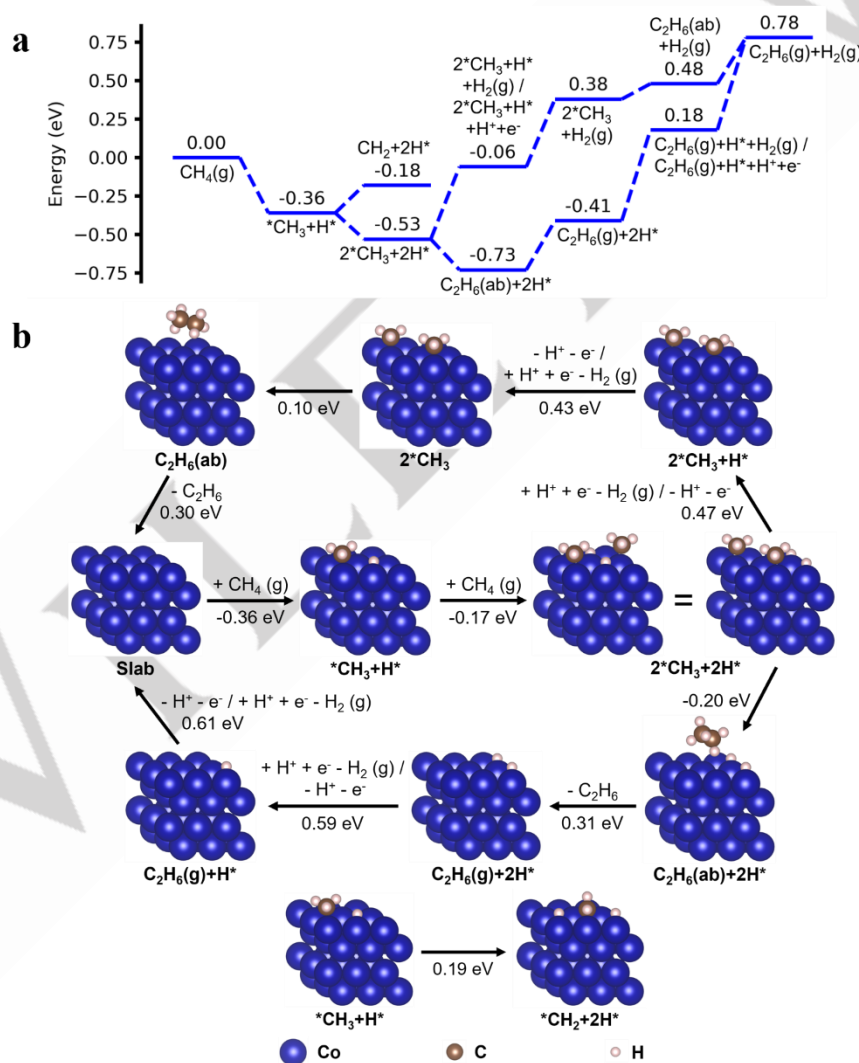 a
Energy (eV)
0.75
0.50
0.25
0.00
-0.25
-0.50
-0.75
0.00
CH₄(g)
-0.36
*CH₃+H*
CH₂+2H*
-0.18
-0.53
2*CH₃+2H*
2*CH₃+H*
+H₂(g) /
2*CH₃+H*
+H⁺+e⁻
-0.06
-0.73
C₂H₆(ab)+2H*
0.38
2*CH₃
+H₂(g)
-0.41
C₂H₆(g)+2H*
C₂H₆(ab)
+H₂(g)
0.48
0.18
C₂H₆(g)+H*+H₂(g) /
C₂H₆(g)+H*+H⁺+e⁻
0.78
C₂H₆(g)+H₂(g)
b
C₂H₆(ab)
0.10 eV
2*CH₃
- H⁺ - e⁻ /
+ H⁺ + e⁻ - H₂ (g)
0.43 eV
2*CH₃+H*
- C₂H₆
0.30 eV
+ H⁺ + e⁻ - H₂ (g) / - H⁺ - e⁻
0.47 eV
Slab
+ CH₄ (g)
-0.36 eV
*CH₃+H*
+ CH₄ (g)
-0.17 eV
=
2*CH₃+2H*
- H⁺ - e⁻ / + H⁺ + e⁻ - H₂ (g)
0.61 eV
-0.20 eV
C₂H₆(g)+H*
+ H⁺ + e⁻ - H₂ (g) /
- H⁺ - e⁻
0.59 eV
C₂H₆(g)+2H*
- C₂H₆
0.31 eV
C₂H₆(ab)+2H*
*CH₃+H*
0.19 eV
*CH₂+2H*
Co
C
H